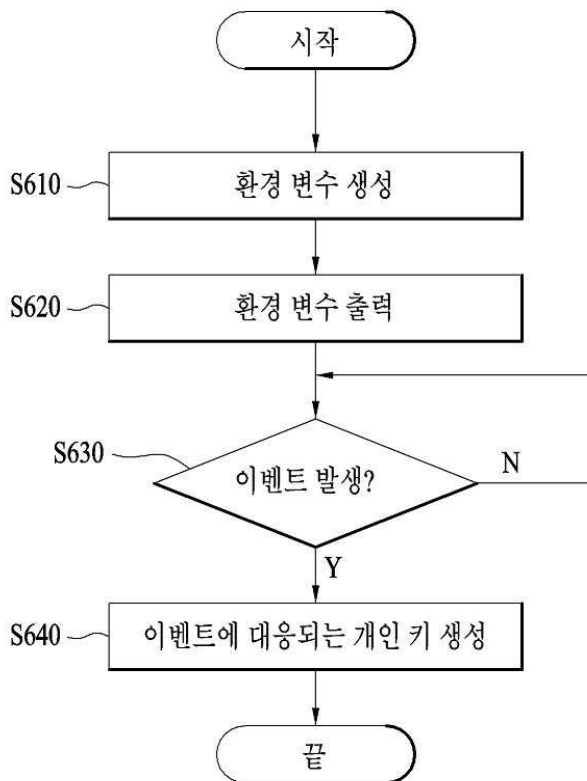 시작
S610
환경 변수 생성
S620
환경 변수 출력
S630
이벤트 발생?
N
Y
S640
이벤트에 대응되는 개인 키 생성
끝